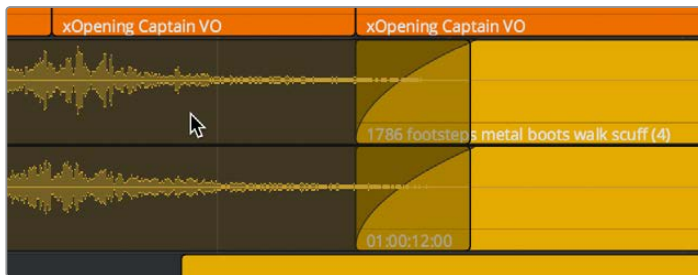 xOpening Captain VO
xOpening Captain VO
1786 footsteps metal boots walk scuff (4)
01:00:12:00